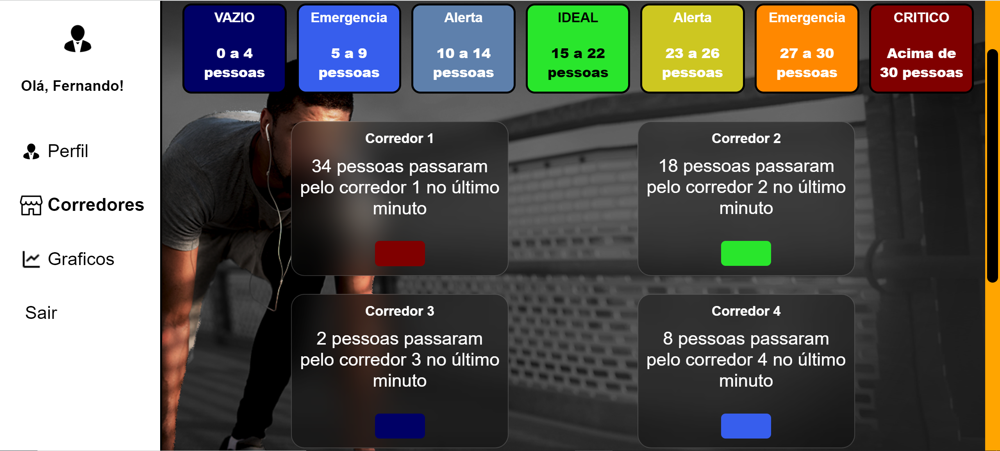 Olá, Fernando!
Perfil
Corredores
Graficos
Sair
VAZIO
0 a 4
pessoas
Emergencia
5 a 9
pessoas
Alerta
10 a 14
pessoas
IDEAL
15 a 22
pessoas
Alerta
23 a 26
pessoas
Emergencia
27 a 30
pessoas
CRITICO
Acima de
30 pessoas
Corredor 1
34 pessoas passaram
pelo corredor 1 no último
minuto
Corredor 2
18 pessoas passaram
pelo corredor 2 no último
minuto
Corredor 3
2 pessoas passaram
pelo corredor 3 no último
minuto
Corredor 4
8 pessoas passaram
pelo corredor 4 no último
minuto